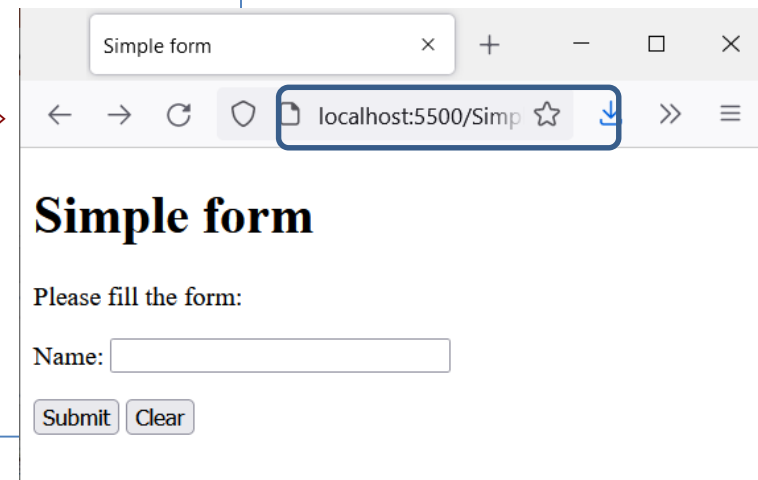 Simple form
localhost:5500/Simp
Simple form
Please fill the form:
Name:
Submit Clear